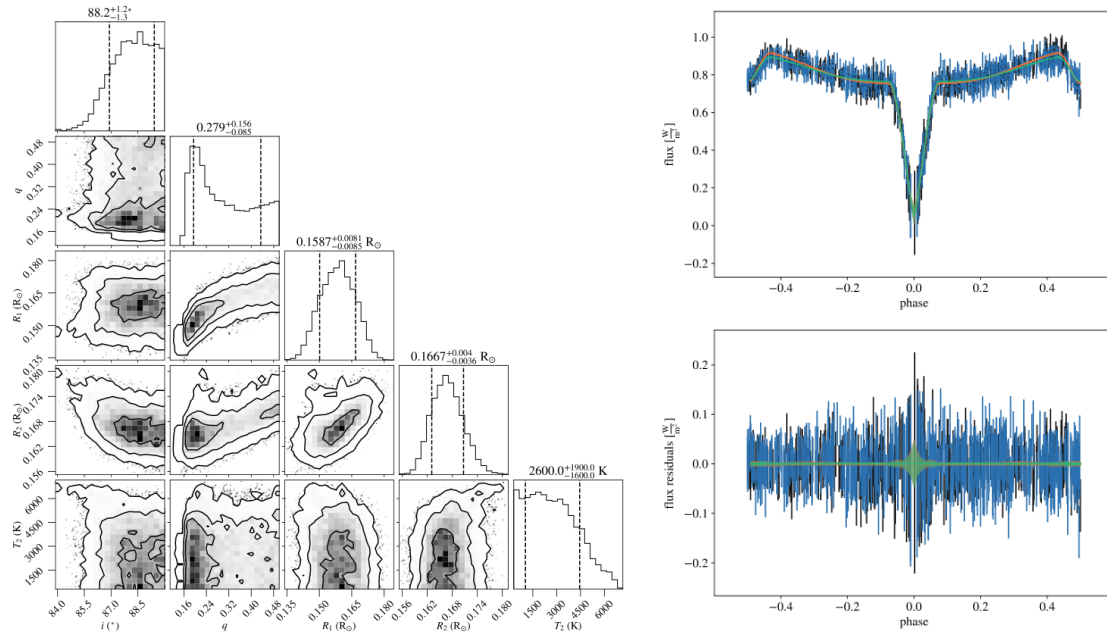 88.2+1.2∘−1.3
0.279+0.156−0.085
0.1587+0.0081−0.0085 R⊙
0.1667+0.004−0.0036 R⊙
2600.0+1900.0−1600.0 K
q
0.48
0.40
0.32
0.24
0.16
R1 (R⊙)
0.180
0.165
0.150
0.135
R2 (R⊙)
0.180
0.174
0.168
0.162
0.156
T2 (K)
6000
4500
3000
1500
84.0 85.5 87.0 88.5
i (°)
0.16 0.24 0.32 0.40 0.48
q
0.135 0.150 0.165 0.180
R1 (R⊙)
0.156 0.162 0.168 0.174 0.180
R2 (R⊙)
1500 3000 4500 6000
T2 (K)
flux [W/m²]
1.0
0.8
0.6
0.4
0.2
0.0
−0.2
−0.4 −0.2 0.0 0.2 0.4
phase
flux residuals [W/m²]
0.2
0.1
0.0
−0.1
−0.2
−0.4 −0.2 0.0 0.2 0.4
phase